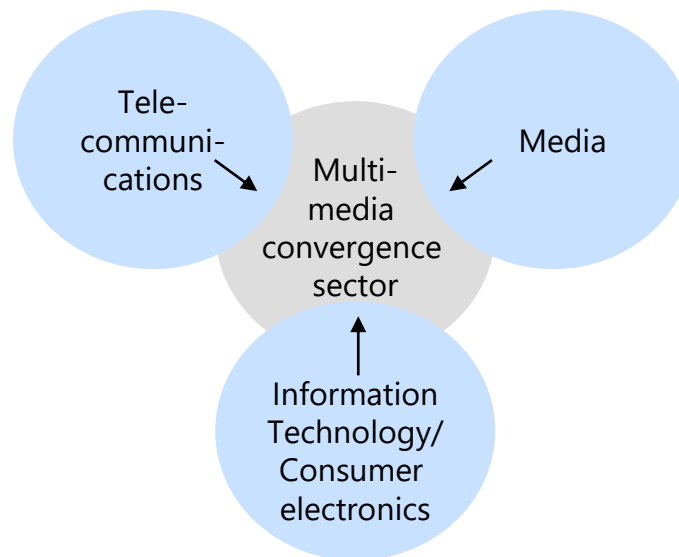 Tele-
communi-
cations
Media
Multi-
media
convergence
sector
Information
Technology/
Consumer
electronics